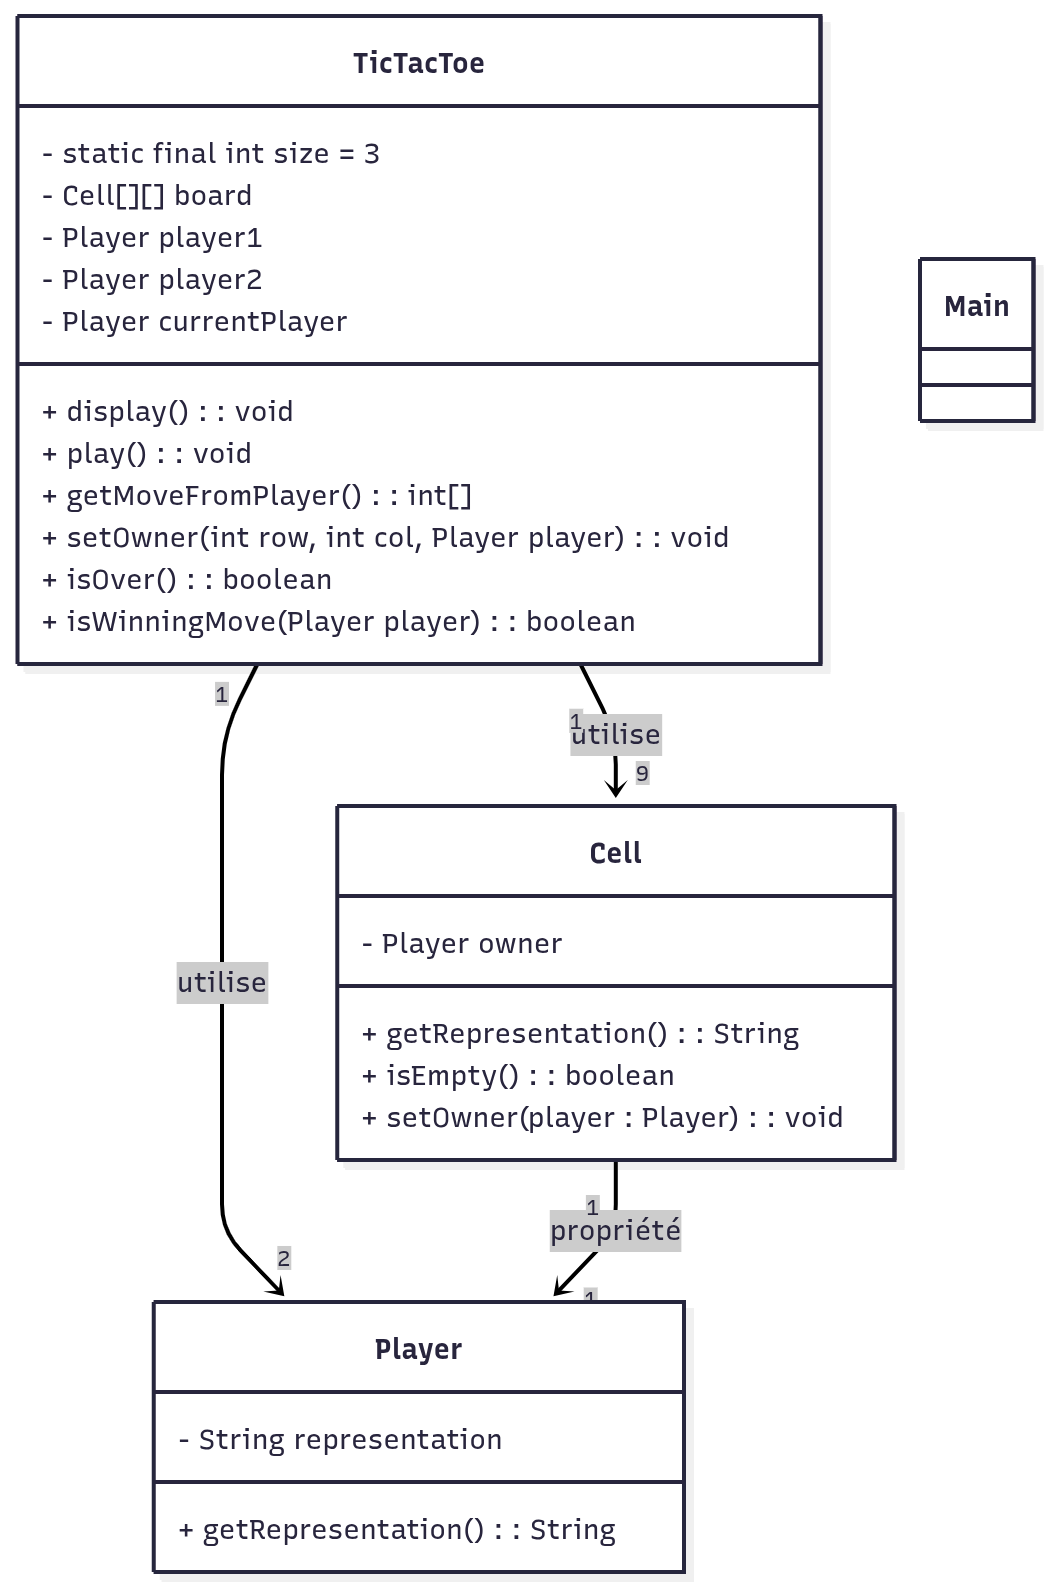 TicTacToe
- static final int size = 3
- Cell[][] board
- Player player1
- Player player2
- Player currentPlayer
+ display() : : void
+ play() : : void
+ getMoveFromPlayer() : : int[]
+ setOwner(int row, int col, Player player) : : void
+ isOver() : : boolean
+ isWinningMove(Player player) : : boolean
Main
1
1
utilise
9
Cell
- Player owner
+ getRepresentation() : : String
+ isEmpty() : : boolean
+ setOwner(player : Player) : : void
utilise
1
propriété
2
1
Player
- String representation
+ getRepresentation() : : String